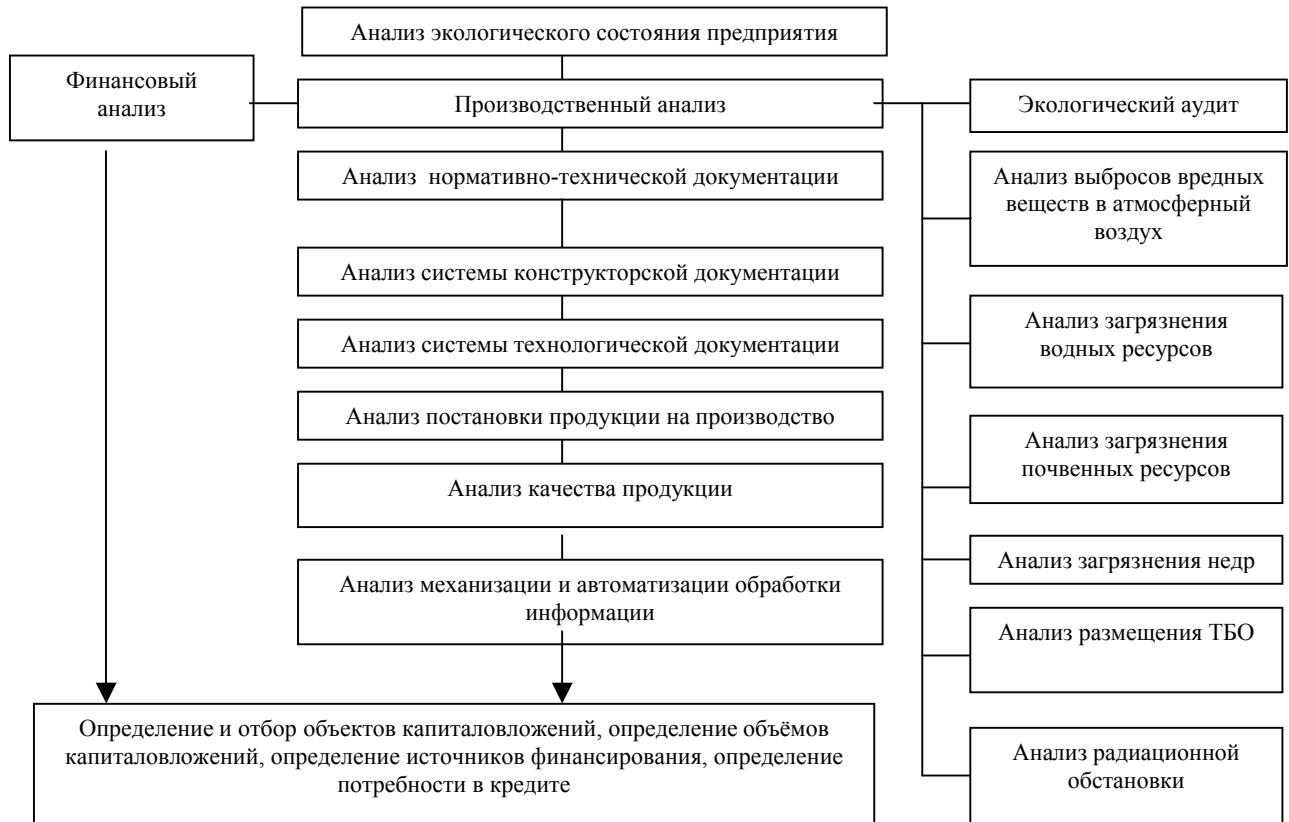 Анализ экологического состояния предприятия
Финансовый
анализ
Производственный анализ
Экологический аудит
Анализ нормативно-технической документации
Анализ системы конструкторской документации
Анализ системы технологической документации
Анализ постановки продукции на производство
Анализ качества продукции
Анализ механизации и автоматизации обработки
информации
Анализ выбросов вредных
веществ в атмосферный
воздух
Анализ загрязнения
водных ресурсов
Анализ загрязнения
почвенных ресурсов
Анализ загрязнения недр
Анализ размещения ТБО
Анализ радиационной
обстановки
Определение и отбор объектов капиталовложений, определение объёмов
капиталовложений, определение источников финансирования, определение
потребности в кредите